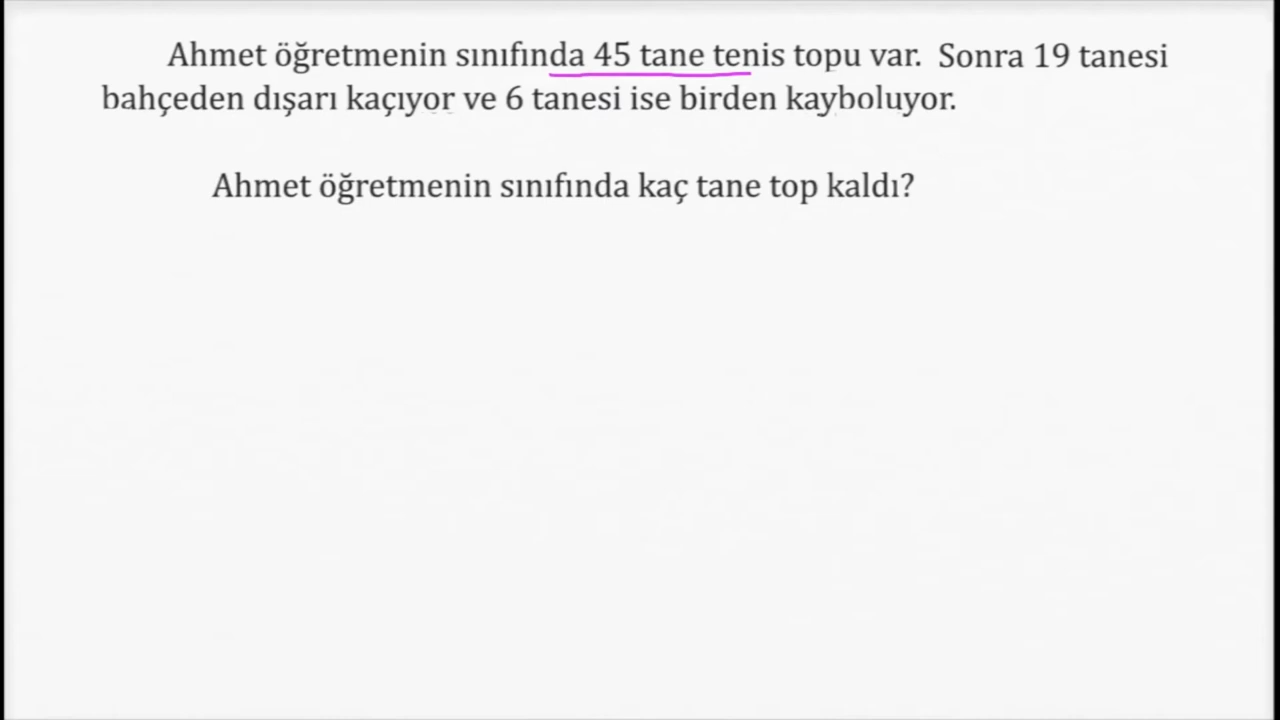 Ahmet öğretmenin sınıfında 45 tane tenis topu var. Sonra 19 tanesi
bahçeden dışarı kaçıyor ve 6 tanesi ise birden kayboluyor.
Ahmet öğretmenin sınıfında kaç tane top kaldı?